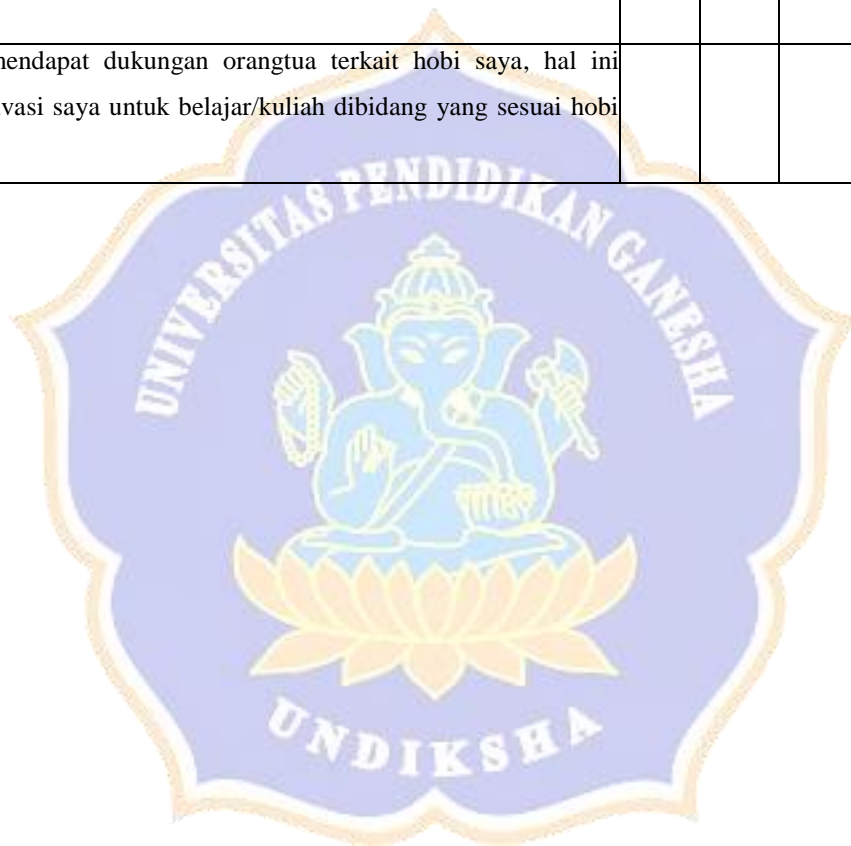 mendapat dukungan orangtua terkait hobi saya, hal ini
vasi saya untuk belajar/kuliah dibidang yang sesuai hobi
UNIVERSITAS PENDIDIKAN GANESHA
UNDIKSHA